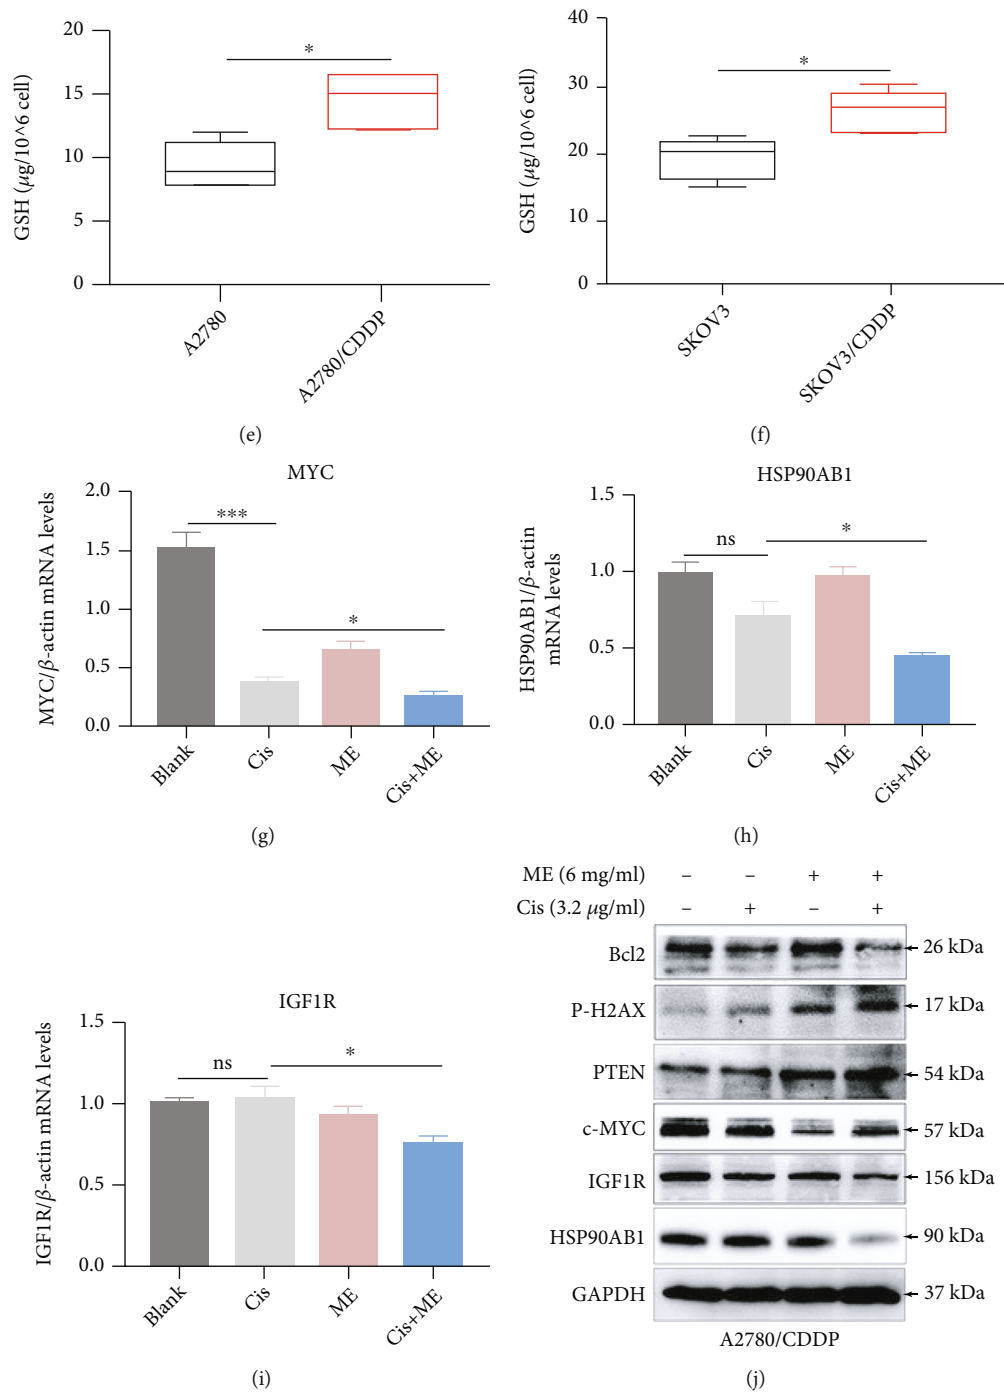 20
15
10
5
0
GSH (μg/10^6 cell)
*
A2780
A2780/CDDP
(e)
40
30
20
10
0
GSH (μg/10^6 cell)
*
SKOV3
SKOV3/CDDP
(f)
MYC
2.0
1.5
1.0
0.5
0.0
MYC/β-actin mRNA levels
***
*
Blank
Cis
ME
Cis+ME
(g)
HSP90AB1
1.5
1.0
0.5
0.0
HSP90AB1/β-actin
mRNA levels
ns
*
Blank
Cis
ME
Cis+ME
(h)
IGF1R
1.5
1.0
0.5
0.0
IGF1R/β-actin mRNA levels
ns
*
Blank
Cis
ME
Cis+ME
(i)
ME (6 mg/ml) – – + +
Cis (3.2 μg/ml) – + – +
Bcl2 26 kDa
P-H2AX 17 kDa
PTEN 54 kDa
c-MYC 57 kDa
IGF1R 156 kDa
HSP90AB1 90 kDa
GAPDH 37 kDa
A2780/CDDP
(j)